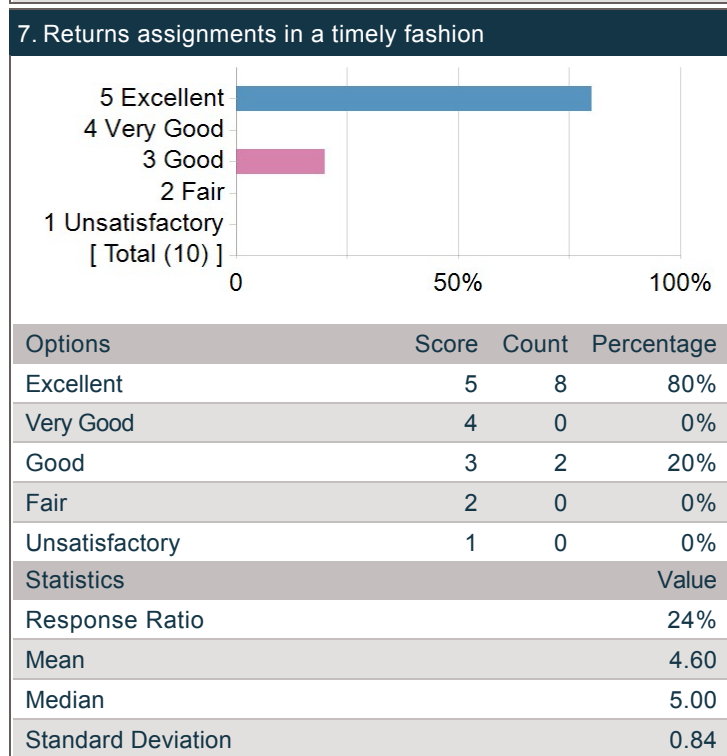 7. Returns assignments in a timely fashion
5 Excellent
4 Very Good
3 Good
2 Fair
1 Unsatisfactory
[ Total (10) ]
0 50% 100%
Options Score Count Percentage
Excellent 5 8 80%
Very Good 4 0 0%
Good 3 2 20%
Fair 2 0 0%
Unsatisfactory 1 0 0%
Statistics Value
Response Ratio 24%
Mean 4.60
Median 5.00
Standard Deviation 0.84